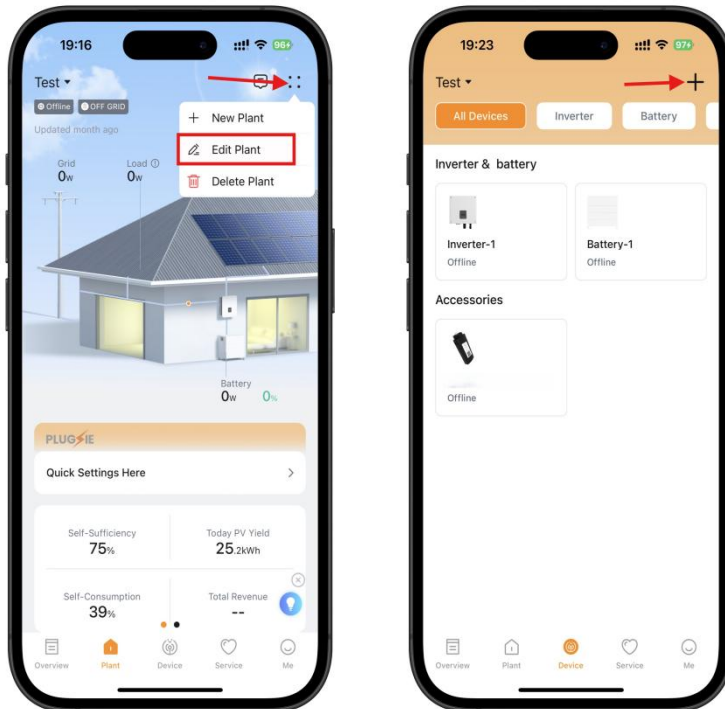 19:16
96
Test
Offline
OFF GRID
Updated month ago
New Plant
Edit Plant
Delete Plant
Grid
0w
Load
0w
Battery
0w 0%
PLUGSIE
Quick Settings Here
Self-Sufficiency
75%
Today PV Yield
25.2kWh
Self-Consumption
39%
Total Revenue
--
Overview Plant Device Service Me
19:23
97
Test
All Devices Inverter Battery
Inverter & battery
Inverter-1
Offline
Battery-1
Offline
Accessories
Offline
Overview Plant Device Service Me